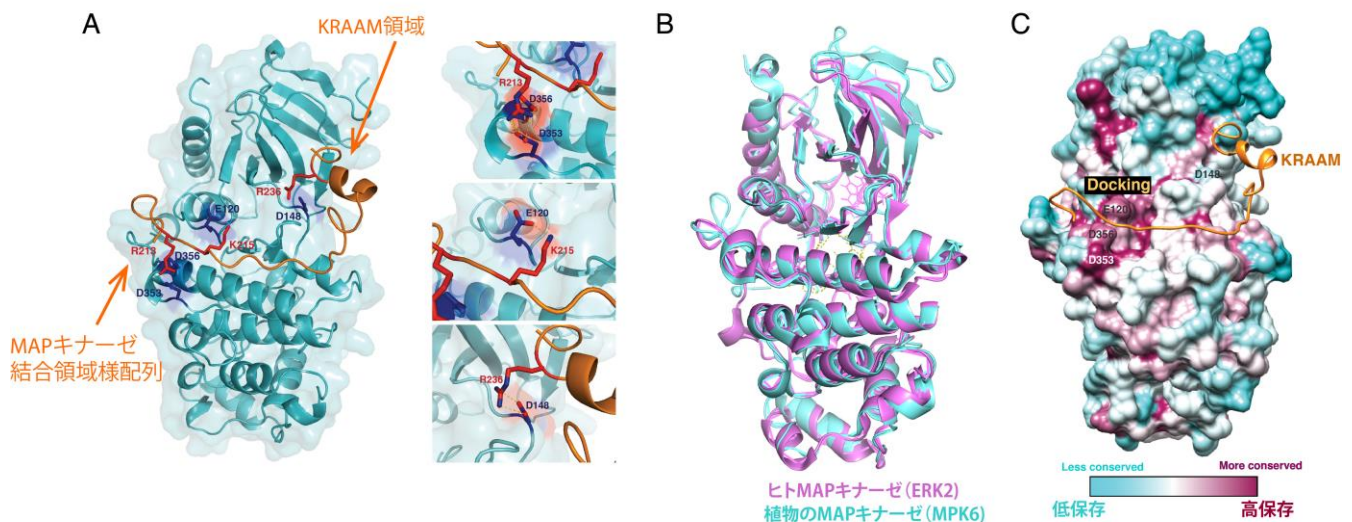 A
KRAAM領域
R236
E120
D148
R213
D356
K215
D353
MAPキナーゼ
結合領域様配列
R213
D356
D353
E120
K215
R236
D148
B
ヒトMAPキナーゼ(ERK2)
植物のMAPキナーゼ(MPK6)
C
KRAAM
D148
Docking
E120
D356
D353
Less conserved
More conserved
低保存
高保存